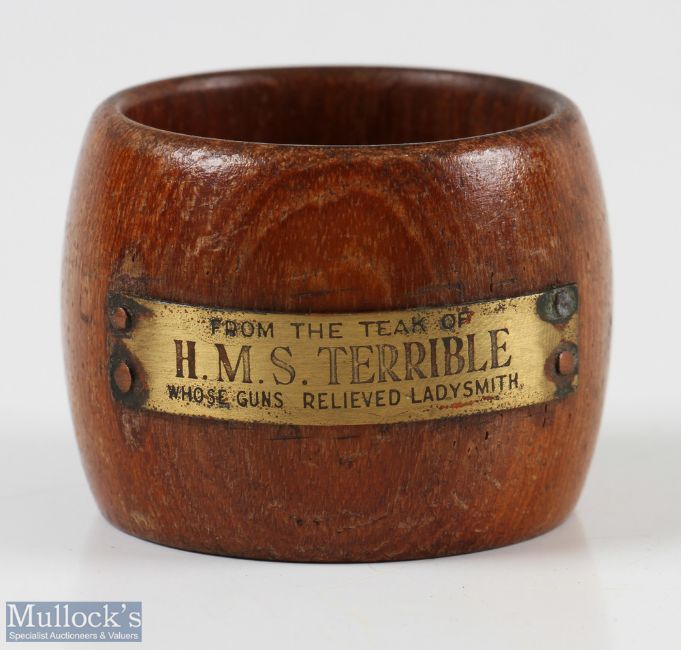 FROM THE TEAK OF
H.M.S. TERRIBLE
WHOSE GUNS RELIEVED LADYSMITH
Mullock's
Specialist Auctioneers & Valuers